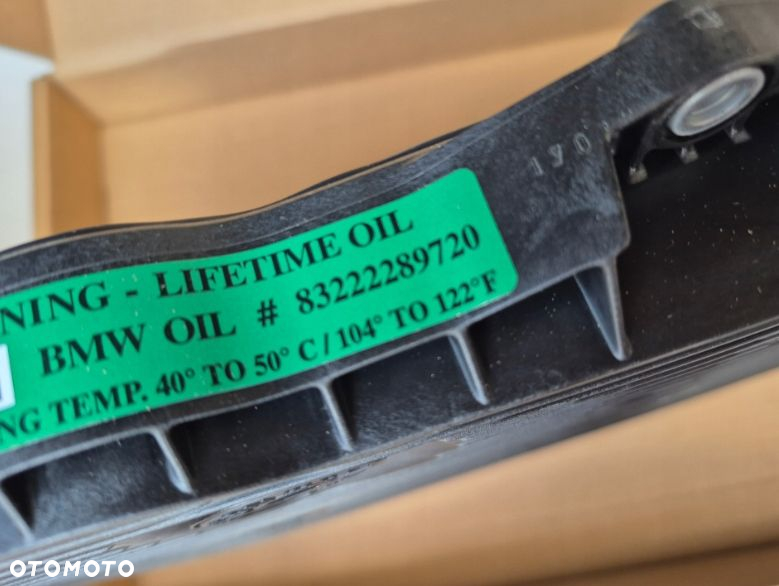 NING - LIFETIME OIL
BMW OIL # 83222289720
NG TEMP. 40° TO 50° C / 104° TO 122°F
OTOMOTO